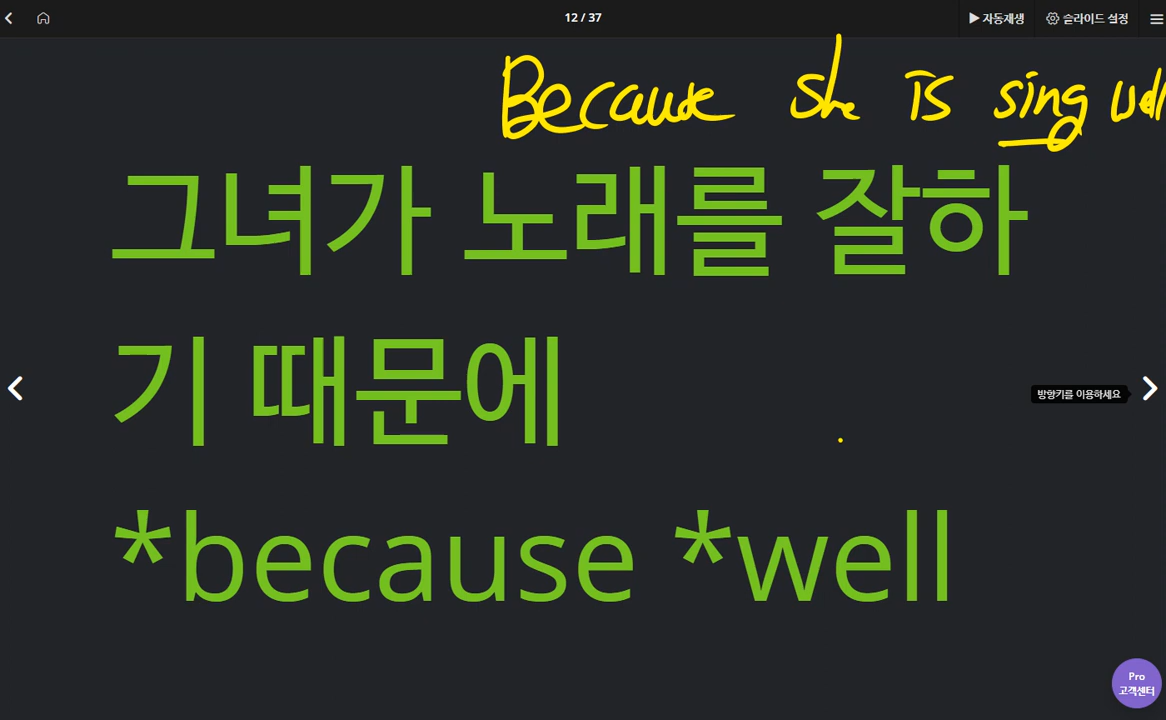 12 / 37
자동재생
슬라이드 설정
Because she is sing
그녀가 노래를 잘하
기 때문에
방향키를 이용하세요
*because *well
Pro
고객센터